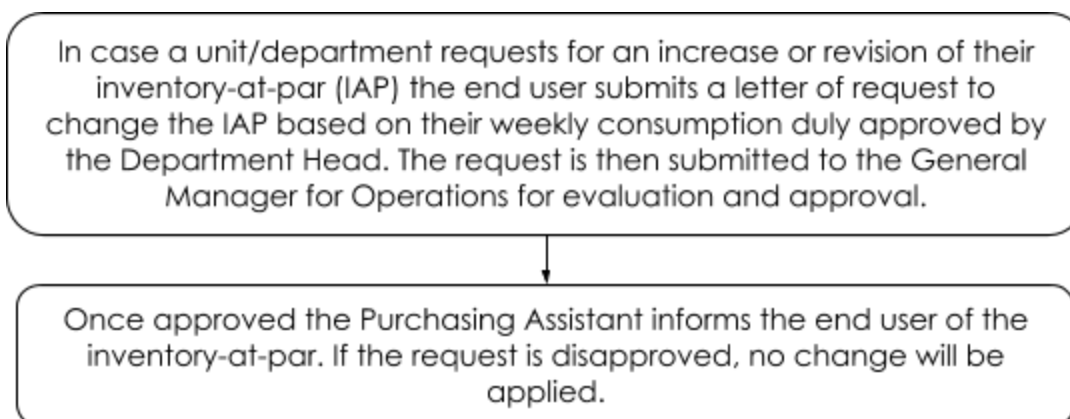 In case a unit/department requests for an increase or revision of their
inventory-at-par (IAP) the end user submits a letter of request to
change the IAP based on their weekly consumption duly approved by
the Department Head. The request is then submitted to the General
Manager for Operations for evaluation and approval.
Once approved the Purchasing Assistant informs the end user of the
inventory-at-par. If the request is disapproved, no change will be
applied.